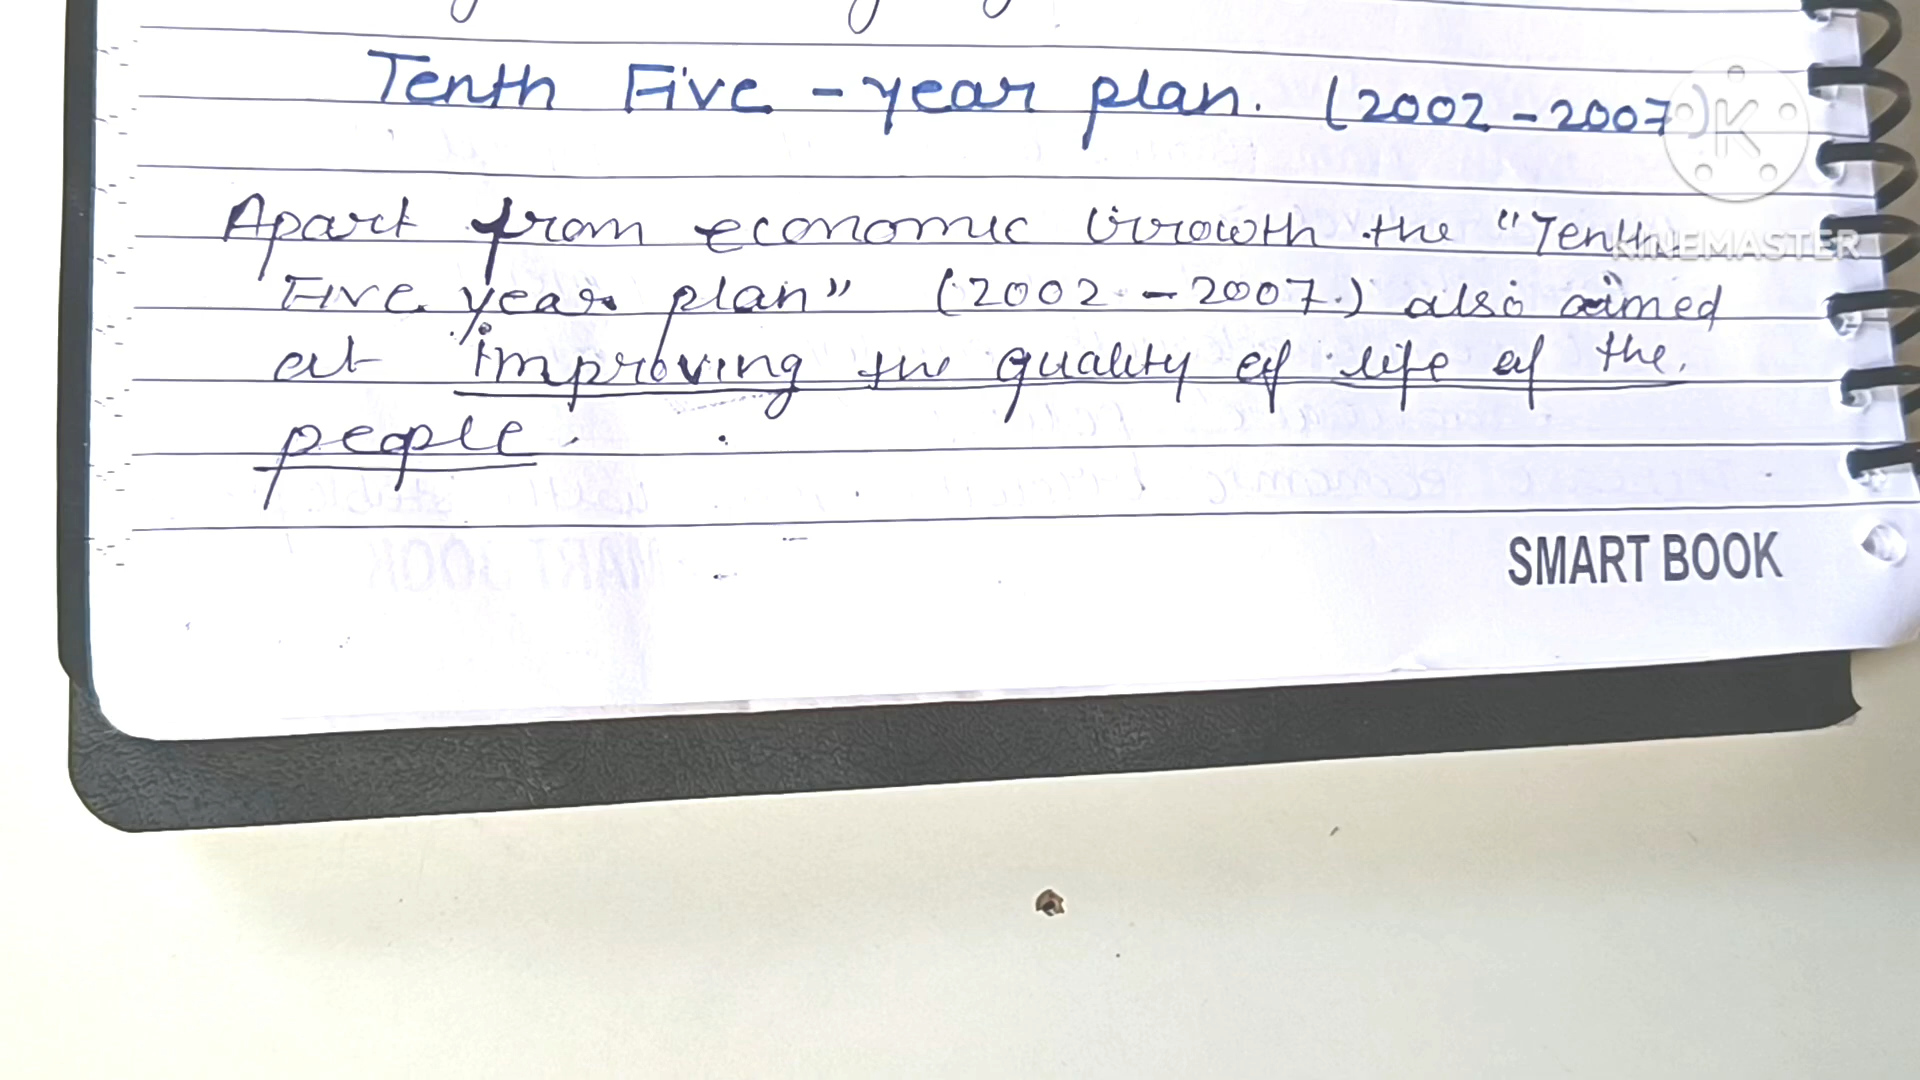 Tenth Five - year plan. (2002 - 2007)
Apart from economic Growth the "Tenth
Five year plan" (2002 - 2007) also aimed
at improving the quality of life of the
people.
SMART BOOK
K
KINEMASTER